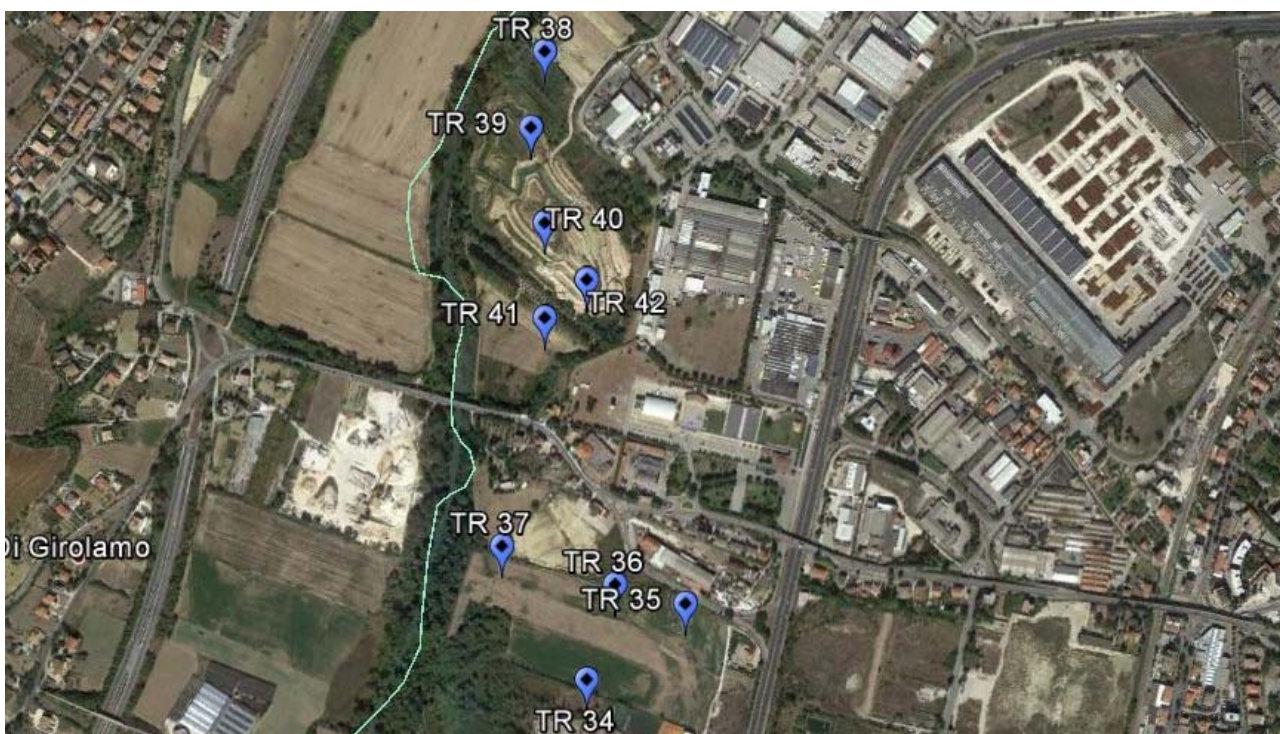 TR 38
TR 39
TR 40
TR 42
TR 41
TR 37
Di Girolamo
TR 36
TR 35
TR 34